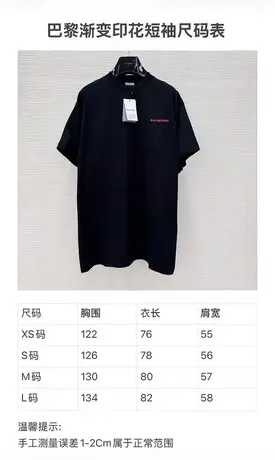 巴黎渐变印花短袖尺码表
BALENCIAGA
尺码 胸围 衣长 肩宽
XS码 122 76 55
S码 126 78 56
M码 130 80 57
L码 134 82 58
温馨提示:
手工测量误差1-2Cm属于正常范围